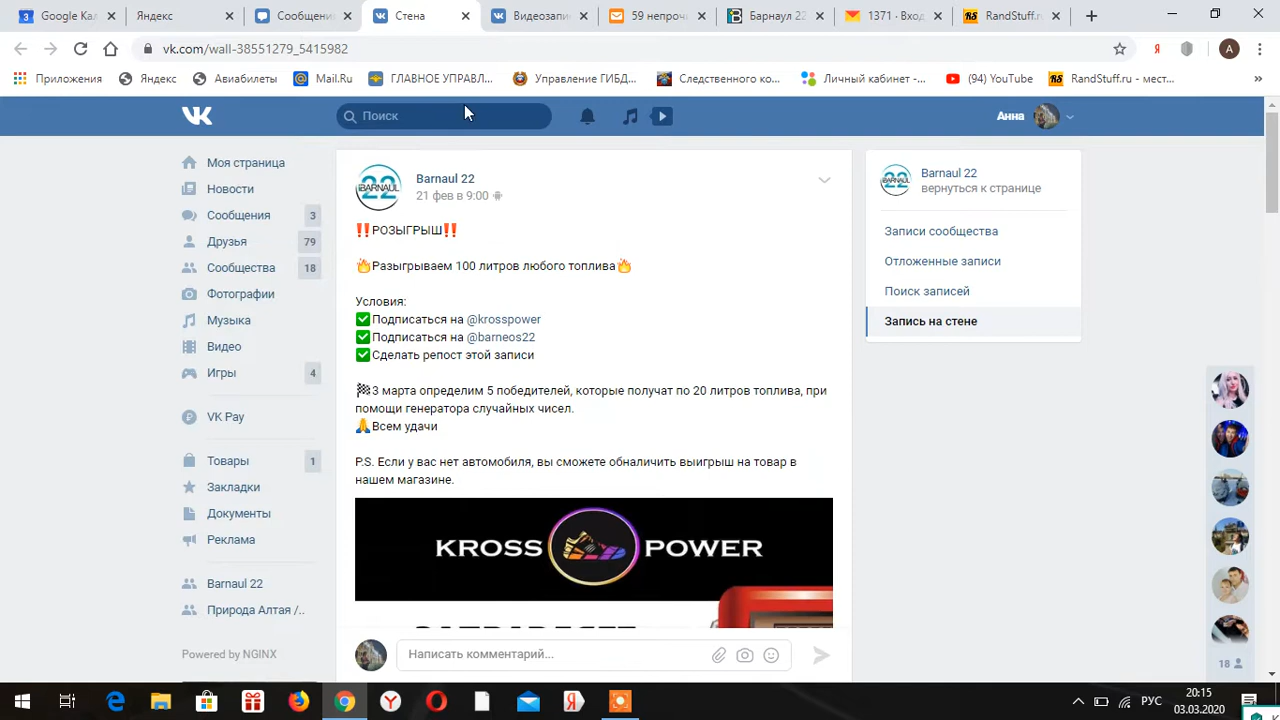 Google Кал
Яндекс
Сообщени
Стена
Видеозапис
59 непроч
Барнаул 22
1371 · Вход
RandStuff.ru
vk.com/wall-38551279_5415982
Приложения
Яндекс
Авиабилеты
Mail.Ru
ГЛАВНОЕ УПРАВЛ...
Управление ГИБД...
Следственного ко...
Личный кабинет -...
(94) YouTube
RandStuff.ru - мест...
Поиск
Анна
Моя страница
Новости
Сообщения 3
Друзья 79
Сообщества 18
Фотографии
Музыка
Видео
Игры 4
VK Pay
Товары 1
Закладки
Документы
Реклама
Barnaul 22
Природа Алтая /..
Powered by NGINX
Barnaul 22
21 фев в 9:00
‼РОЗЫГРЫШ‼
🔥Разыгрываем 100 литров любого топлива🔥
Условия:
✅Подписаться на @krosspower
✅Подписаться на @barneos22
✅Сделать репост этой записи
🏁3 марта определим 5 победителей, которые получат по 20 литров топлива, при
помощи генератора случайных чисел.
🙏Всем удачи
P.S. Если у вас нет автомобиля, вы сможете обналичить выигрыш на товар в
нашем магазине.
KROSS POWER
Написать комментарий...
Barnaul 22
вернуться к странице
Записи сообщества
Отложенные записи
Поиск записей
Запись на стене
18
РУС
20:15
03.03.2020